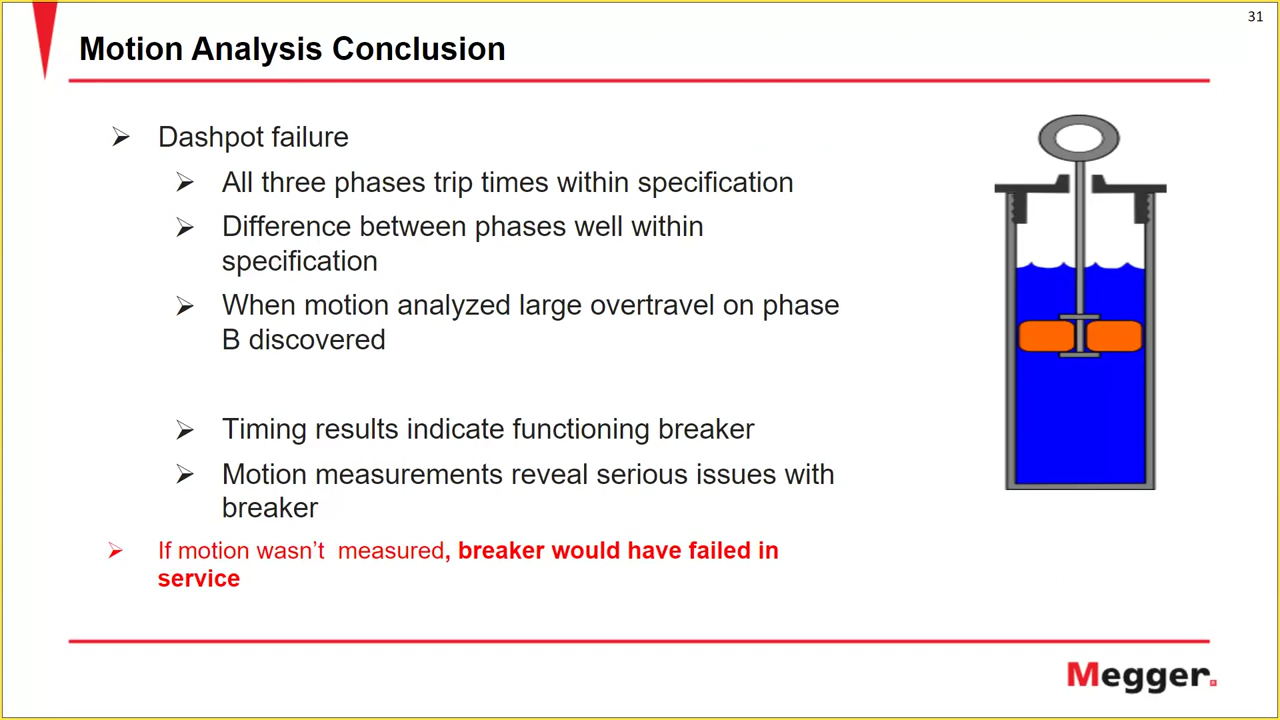 31
Motion Analysis Conclusion
Dashpot failure
All three phases trip times within specification
Difference between phases well within
specification
When motion analyzed large overtravel on phase
B discovered
Timing results indicate functioning breaker
Motion measurements reveal serious issues with
breaker
If motion wasn’t  measured, breaker would have failed in
service
Megger.